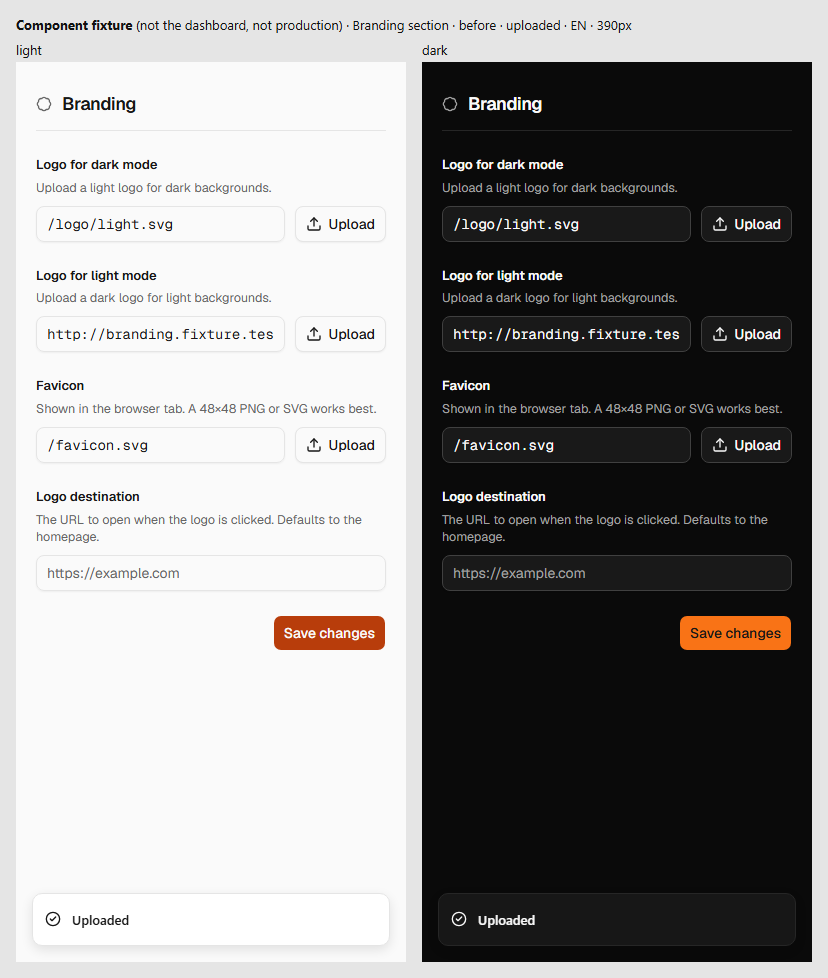 Component fixture (not the dashboard, not production) · Branding section · before · uploaded · EN · 390px
light
Branding
Logo for dark mode
Upload a light logo for dark backgrounds.
/logo/light.svg
Upload
Logo for light mode
Upload a dark logo for light backgrounds.
http://branding.fixture.tes
Upload
Favicon
Shown in the browser tab. A 48×48 PNG or SVG works best.
/favicon.svg
Upload
Logo destination
The URL to open when the logo is clicked. Defaults to the
homepage.
https://example.com
Save changes
Uploaded
dark
Branding
Logo for dark mode
Upload a light logo for dark backgrounds.
/logo/light.svg
Upload
Logo for light mode
Upload a dark logo for light backgrounds.
http://branding.fixture.tes
Upload
Favicon
Shown in the browser tab. A 48×48 PNG or SVG works best.
/favicon.svg
Upload
Logo destination
The URL to open when the logo is clicked. Defaults to the
homepage.
https://example.com
Save changes
Uploaded